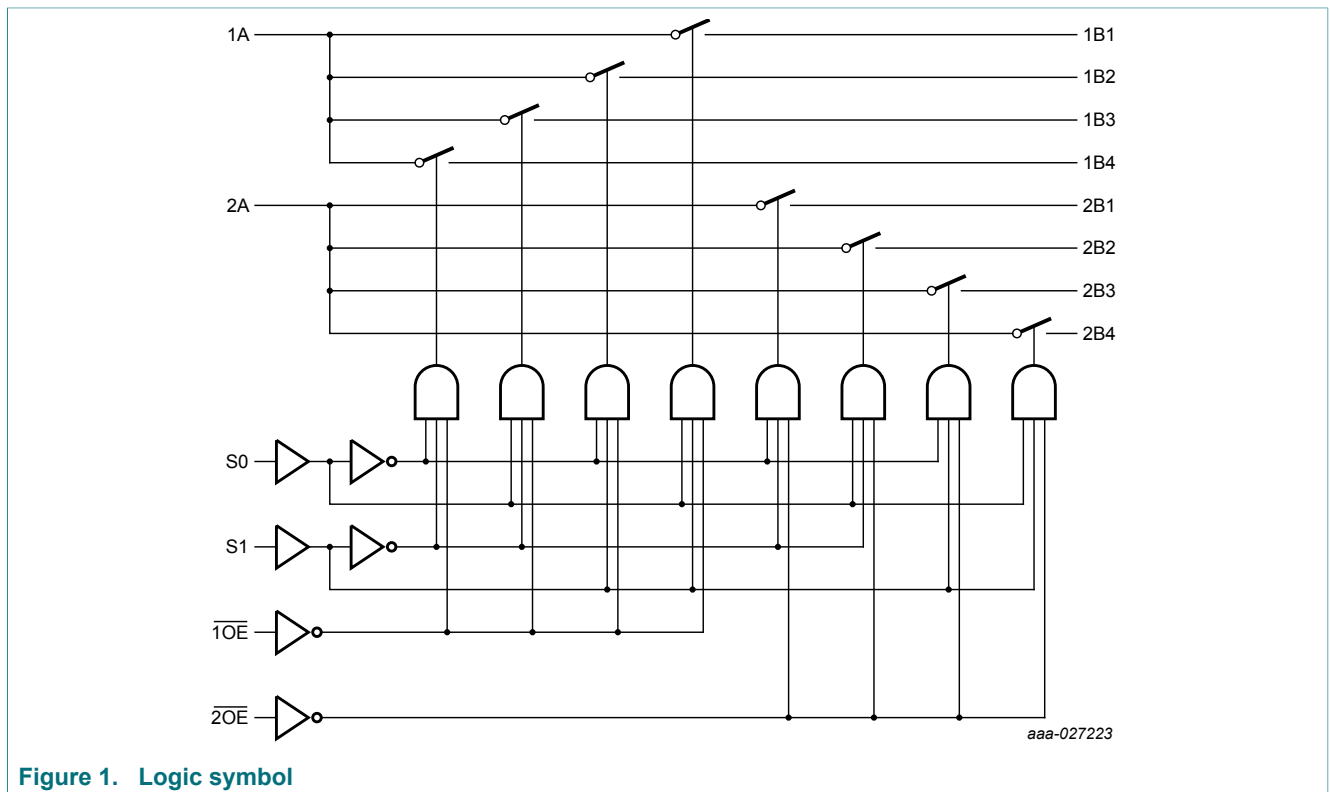 1A
1B1
1B2
1B3
1B4
2A
2B1
2B2
2B3
2B4
S0
S1
1OE
2OE
aaa-027223
Figure 1. Logic symbol